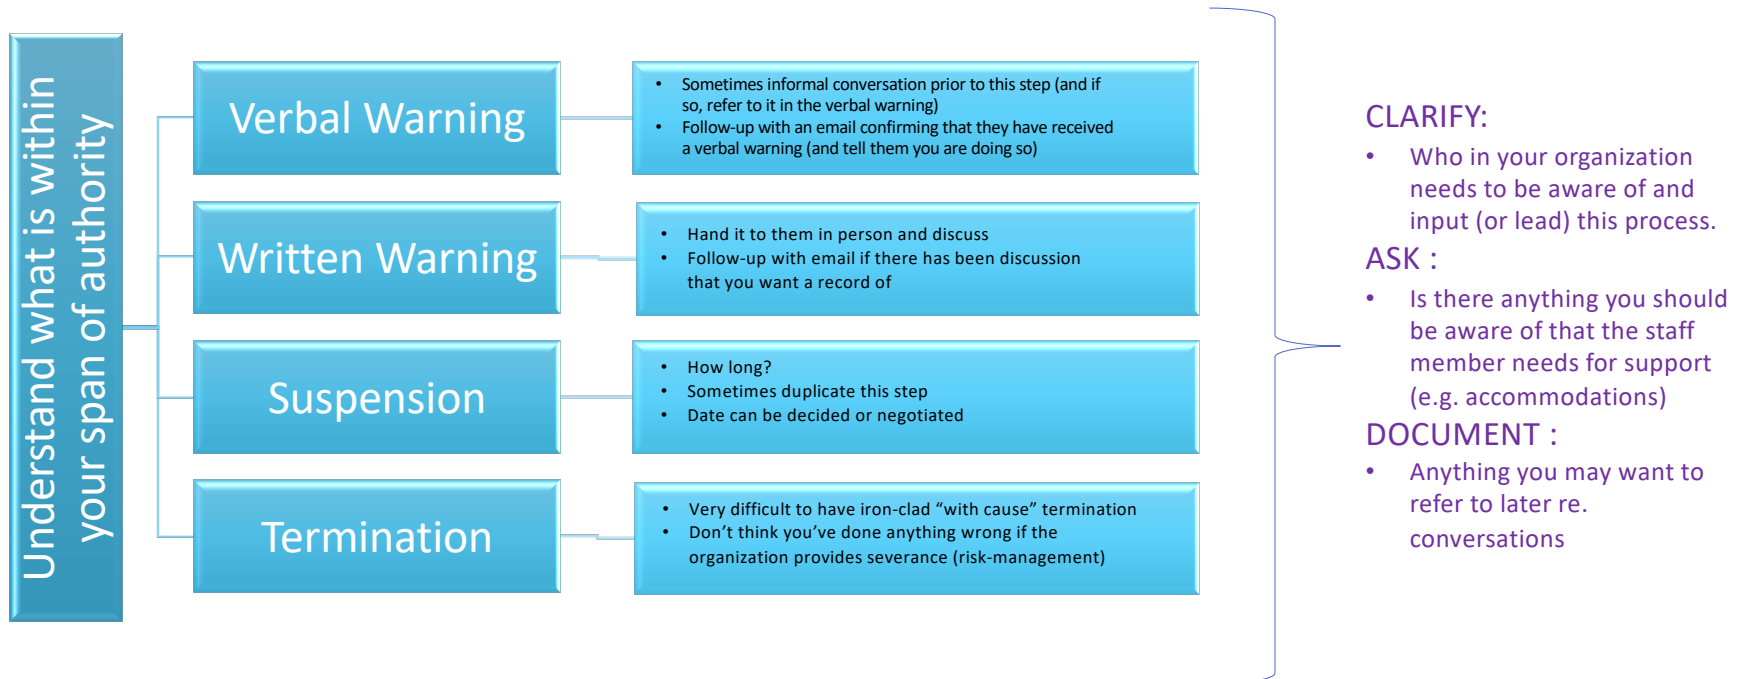 Understand what is within
your span of authority
Verbal Warning
• Sometimes informal conversation prior to this step (and if
so, refer to it in the verbal warning)
• Follow-up with an email confirming that they have received
a verbal warning (and tell them you are doing so)
Written Warning
• Hand it to them in person and discuss
• Follow-up with email if there has been discussion
that you want a record of
Suspension
• How long?
• Sometimes duplicate this step
• Date can be decided or negotiated
Termination
• Very difficult to have iron-clad “with cause” termination
• Don’t think you’ve done anything wrong if the
organization provides severance (risk-management)
CLARIFY:
• Who in your organization
needs to be aware of and
input (or lead) this process.
ASK :
• Is there anything you should
be aware of that the staff
member needs for support
(e.g. accommodations)
DOCUMENT :
• Anything you may want to
refer to later re.
conversations